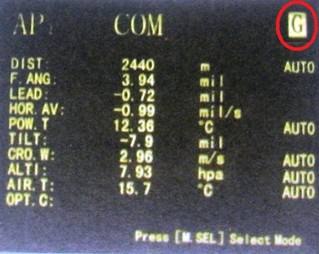 AP: COM G
DIST: 2440 m AUTO
F. ANG: 3.94 mil
LEAD: -0.72 mil
HOR. AV: -0.99 mil/s
POW. T 12.36 °C AUTO
TILT: -7.9 mil
CRO. W: 2.96 m/s AUTO
ALTI: 7.93 hpa AUTO
AIR. T: 15.7 °C AUTO
OPT. C:
Press [M. SEL] Select Mode